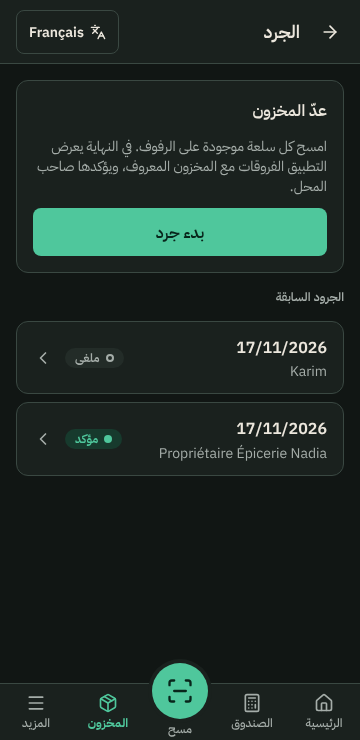 الجرد
Français
عدّ المخزون
امسح كل سلعة موجودة على الرفوف. في النهاية يعرض
التطبيق الفروقات مع المخزون المعروف، ويؤكدها صاحب
المحل.
بدء جرد
الجرود السابقة
17/11/2026
ملغى
Karim
17/11/2026
مؤكد
Propriétaire Épicerie Nadia
الرئيسية
الصندوق
مسح
المخزون
المزيد